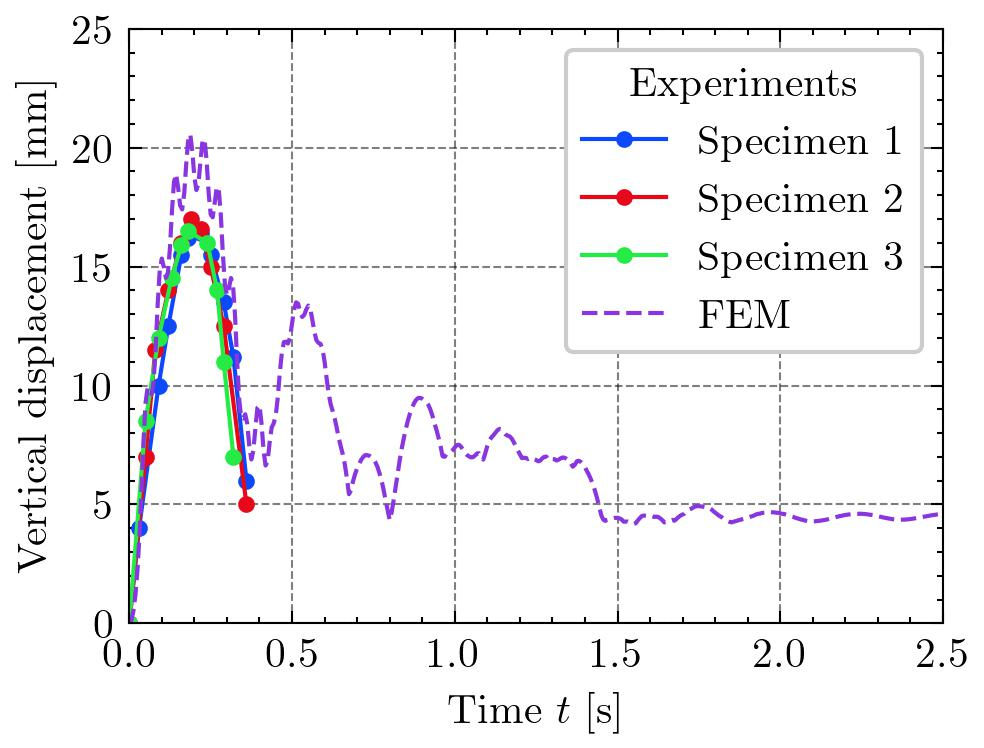 25
20
15
10
5
0
Vertical displacement [mm]
Experiments
Specimen 1
Specimen 2
Specimen 3
FEM
0.0 0.5 1.0 1.5 2.0 2.5
Time t [s]